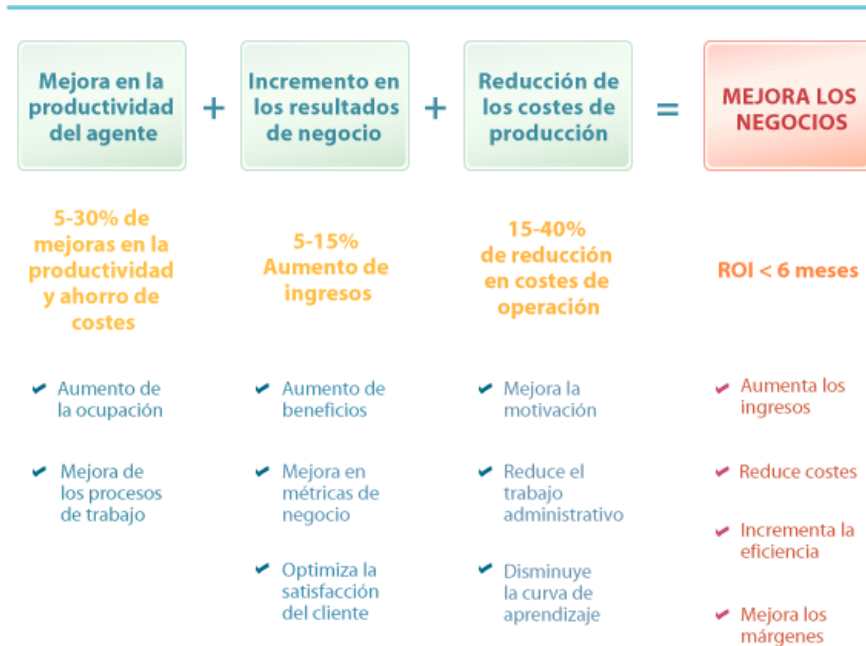 Mejora en la
productividad
del agente
+
Incremento en
los resultados
de negocio
+
Reducción de
los costes de
producción
=
MEJORA LOS
NEGOCIOS
5-30% de
mejoras en la
productividad
y ahorro de
costes
5-15%
Aumento de
ingresos
15-40%
de reducción
en costes de
operación
ROI < 6 meses
Aumento de
la ocupación
Mejora de
los procesos
de trabajo
Aumento de
beneficios
Mejora en
métricas de
negocio
Optimiza la
satisfacción
del cliente
Mejora la
motivación
Reduce el
trabajo
administrativo
Disminuye
la curva de
aprendizaje
Aumenta los
ingresos
Reduce costes
Incrementa la
eficiencia
Mejora los
márgenes